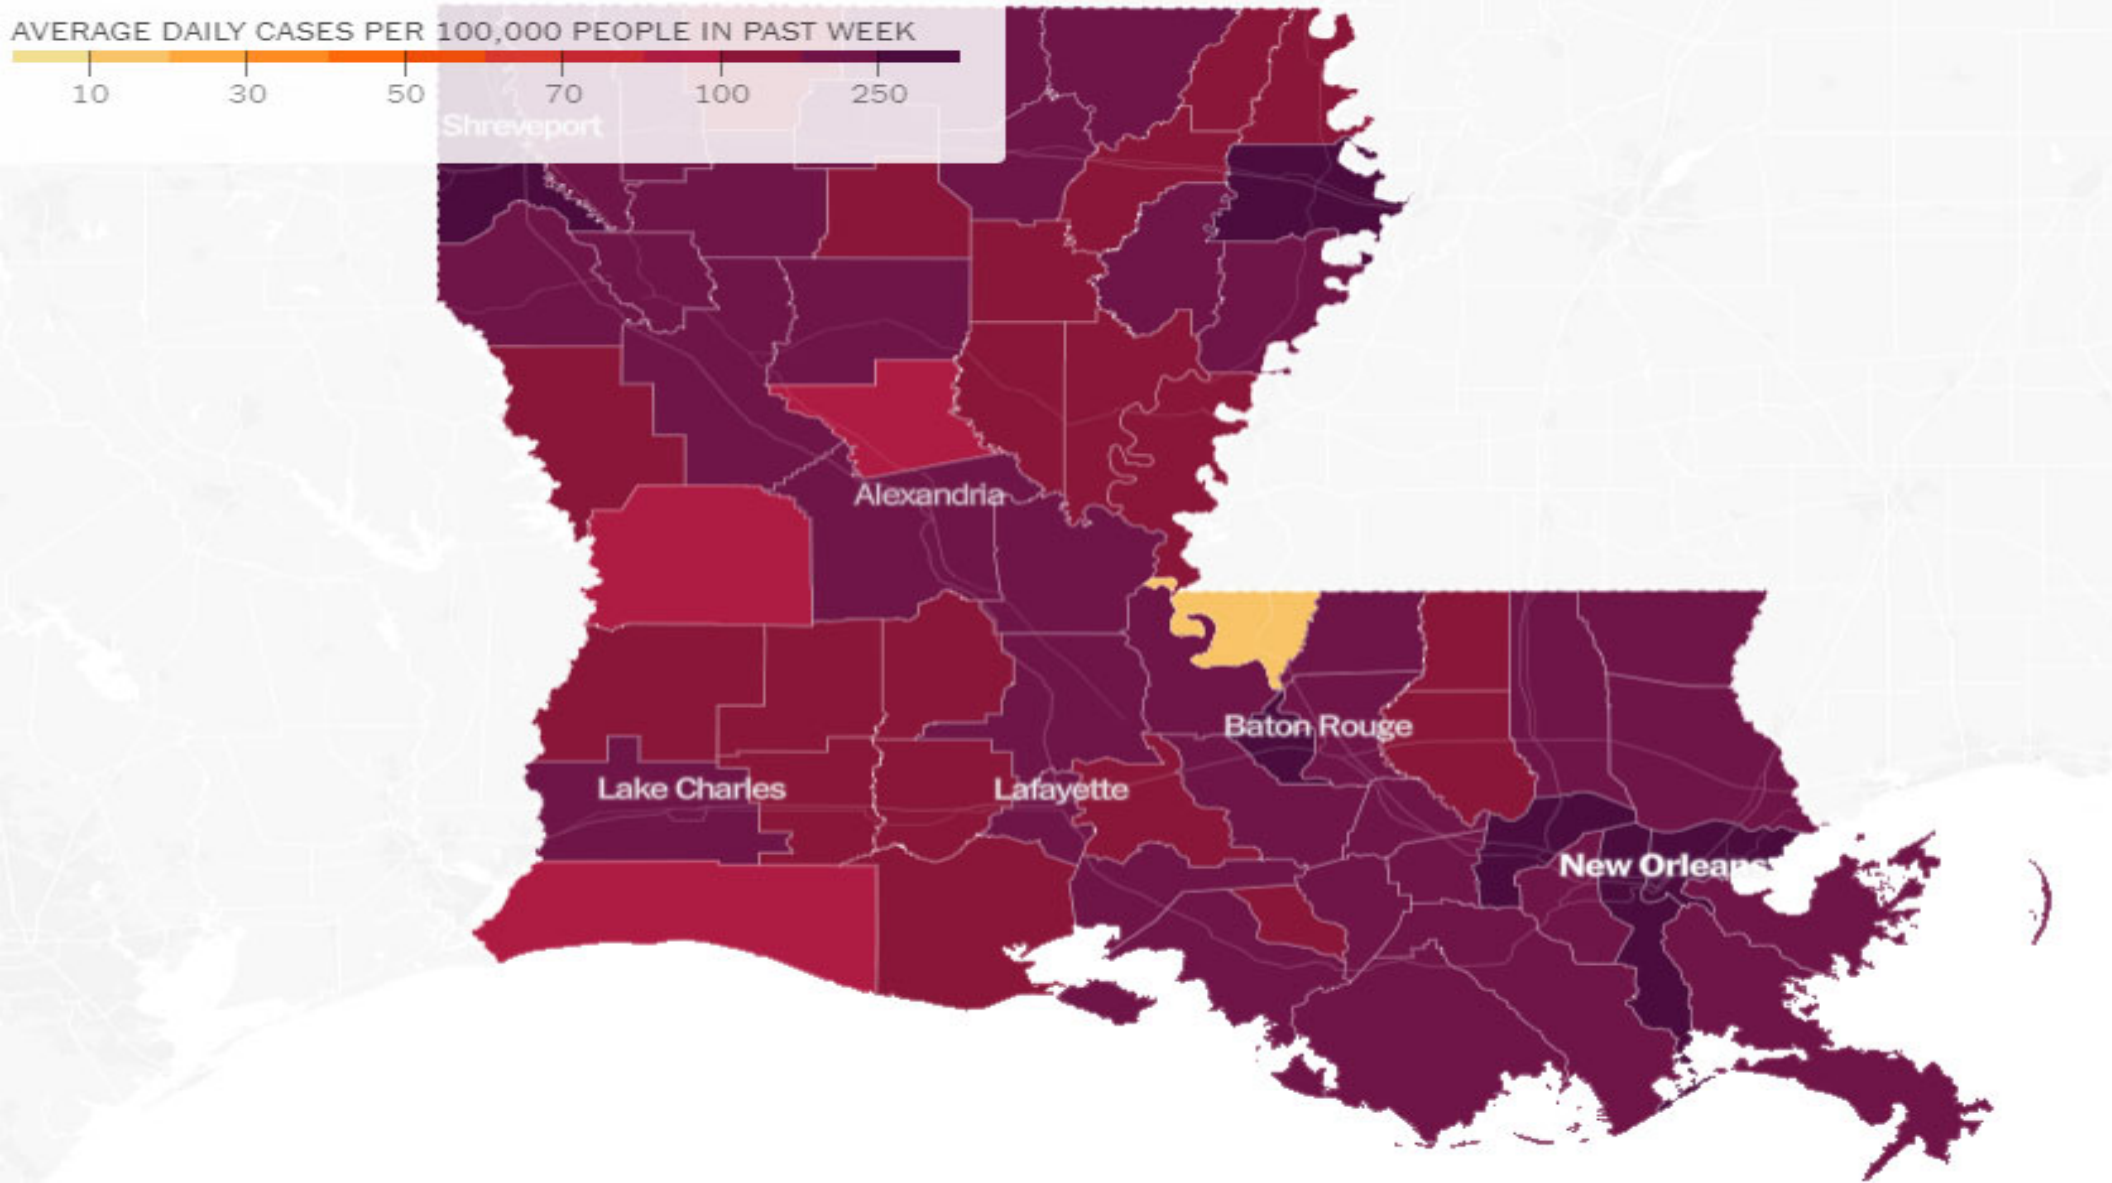 AVERAGE DAILY CASES PER 100,000 PEOPLE IN PAST WEEK
10 30 50 70 100 250
Shreveport
Alexandria
Baton Rouge
Lake Charles
Lafayette
New Orleans